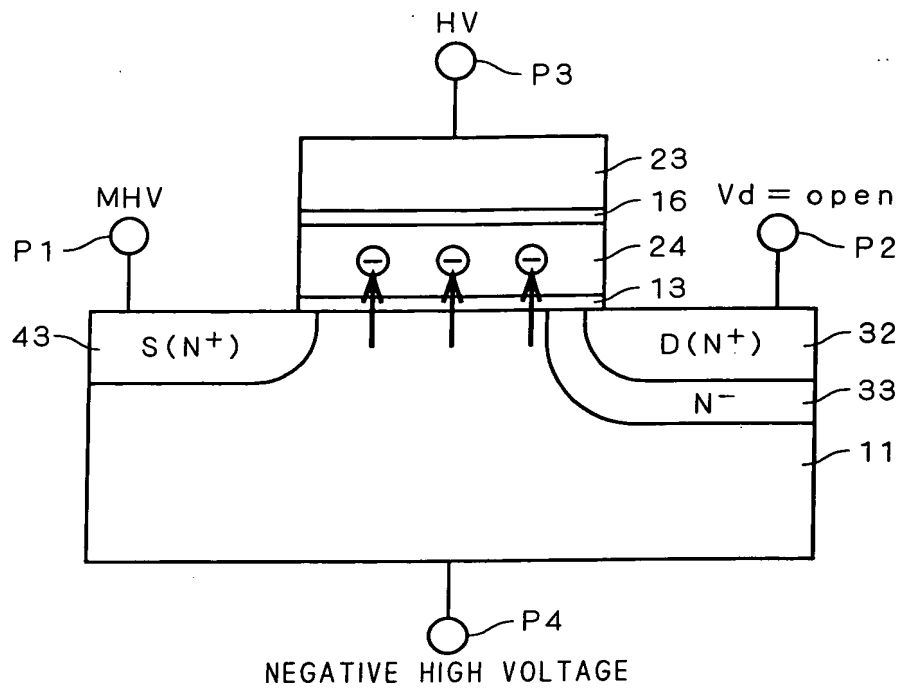 HV
P3
23
MHV
16
Vd=open
P1
24
P2
13
43
S(N+)
D(N+)
32
33
N−
11
P4
NEGATIVE HIGH VOLTAGE
− − −